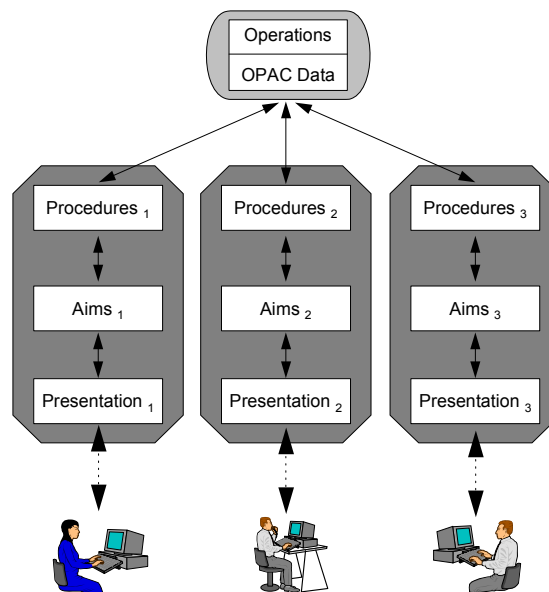 Operations
OPAC Data
Procedures 1
Procedures 2
Procedures 3
Aims 1
Aims 2
Aims 3
Presentation 1
Presentation 2
Presentation 3